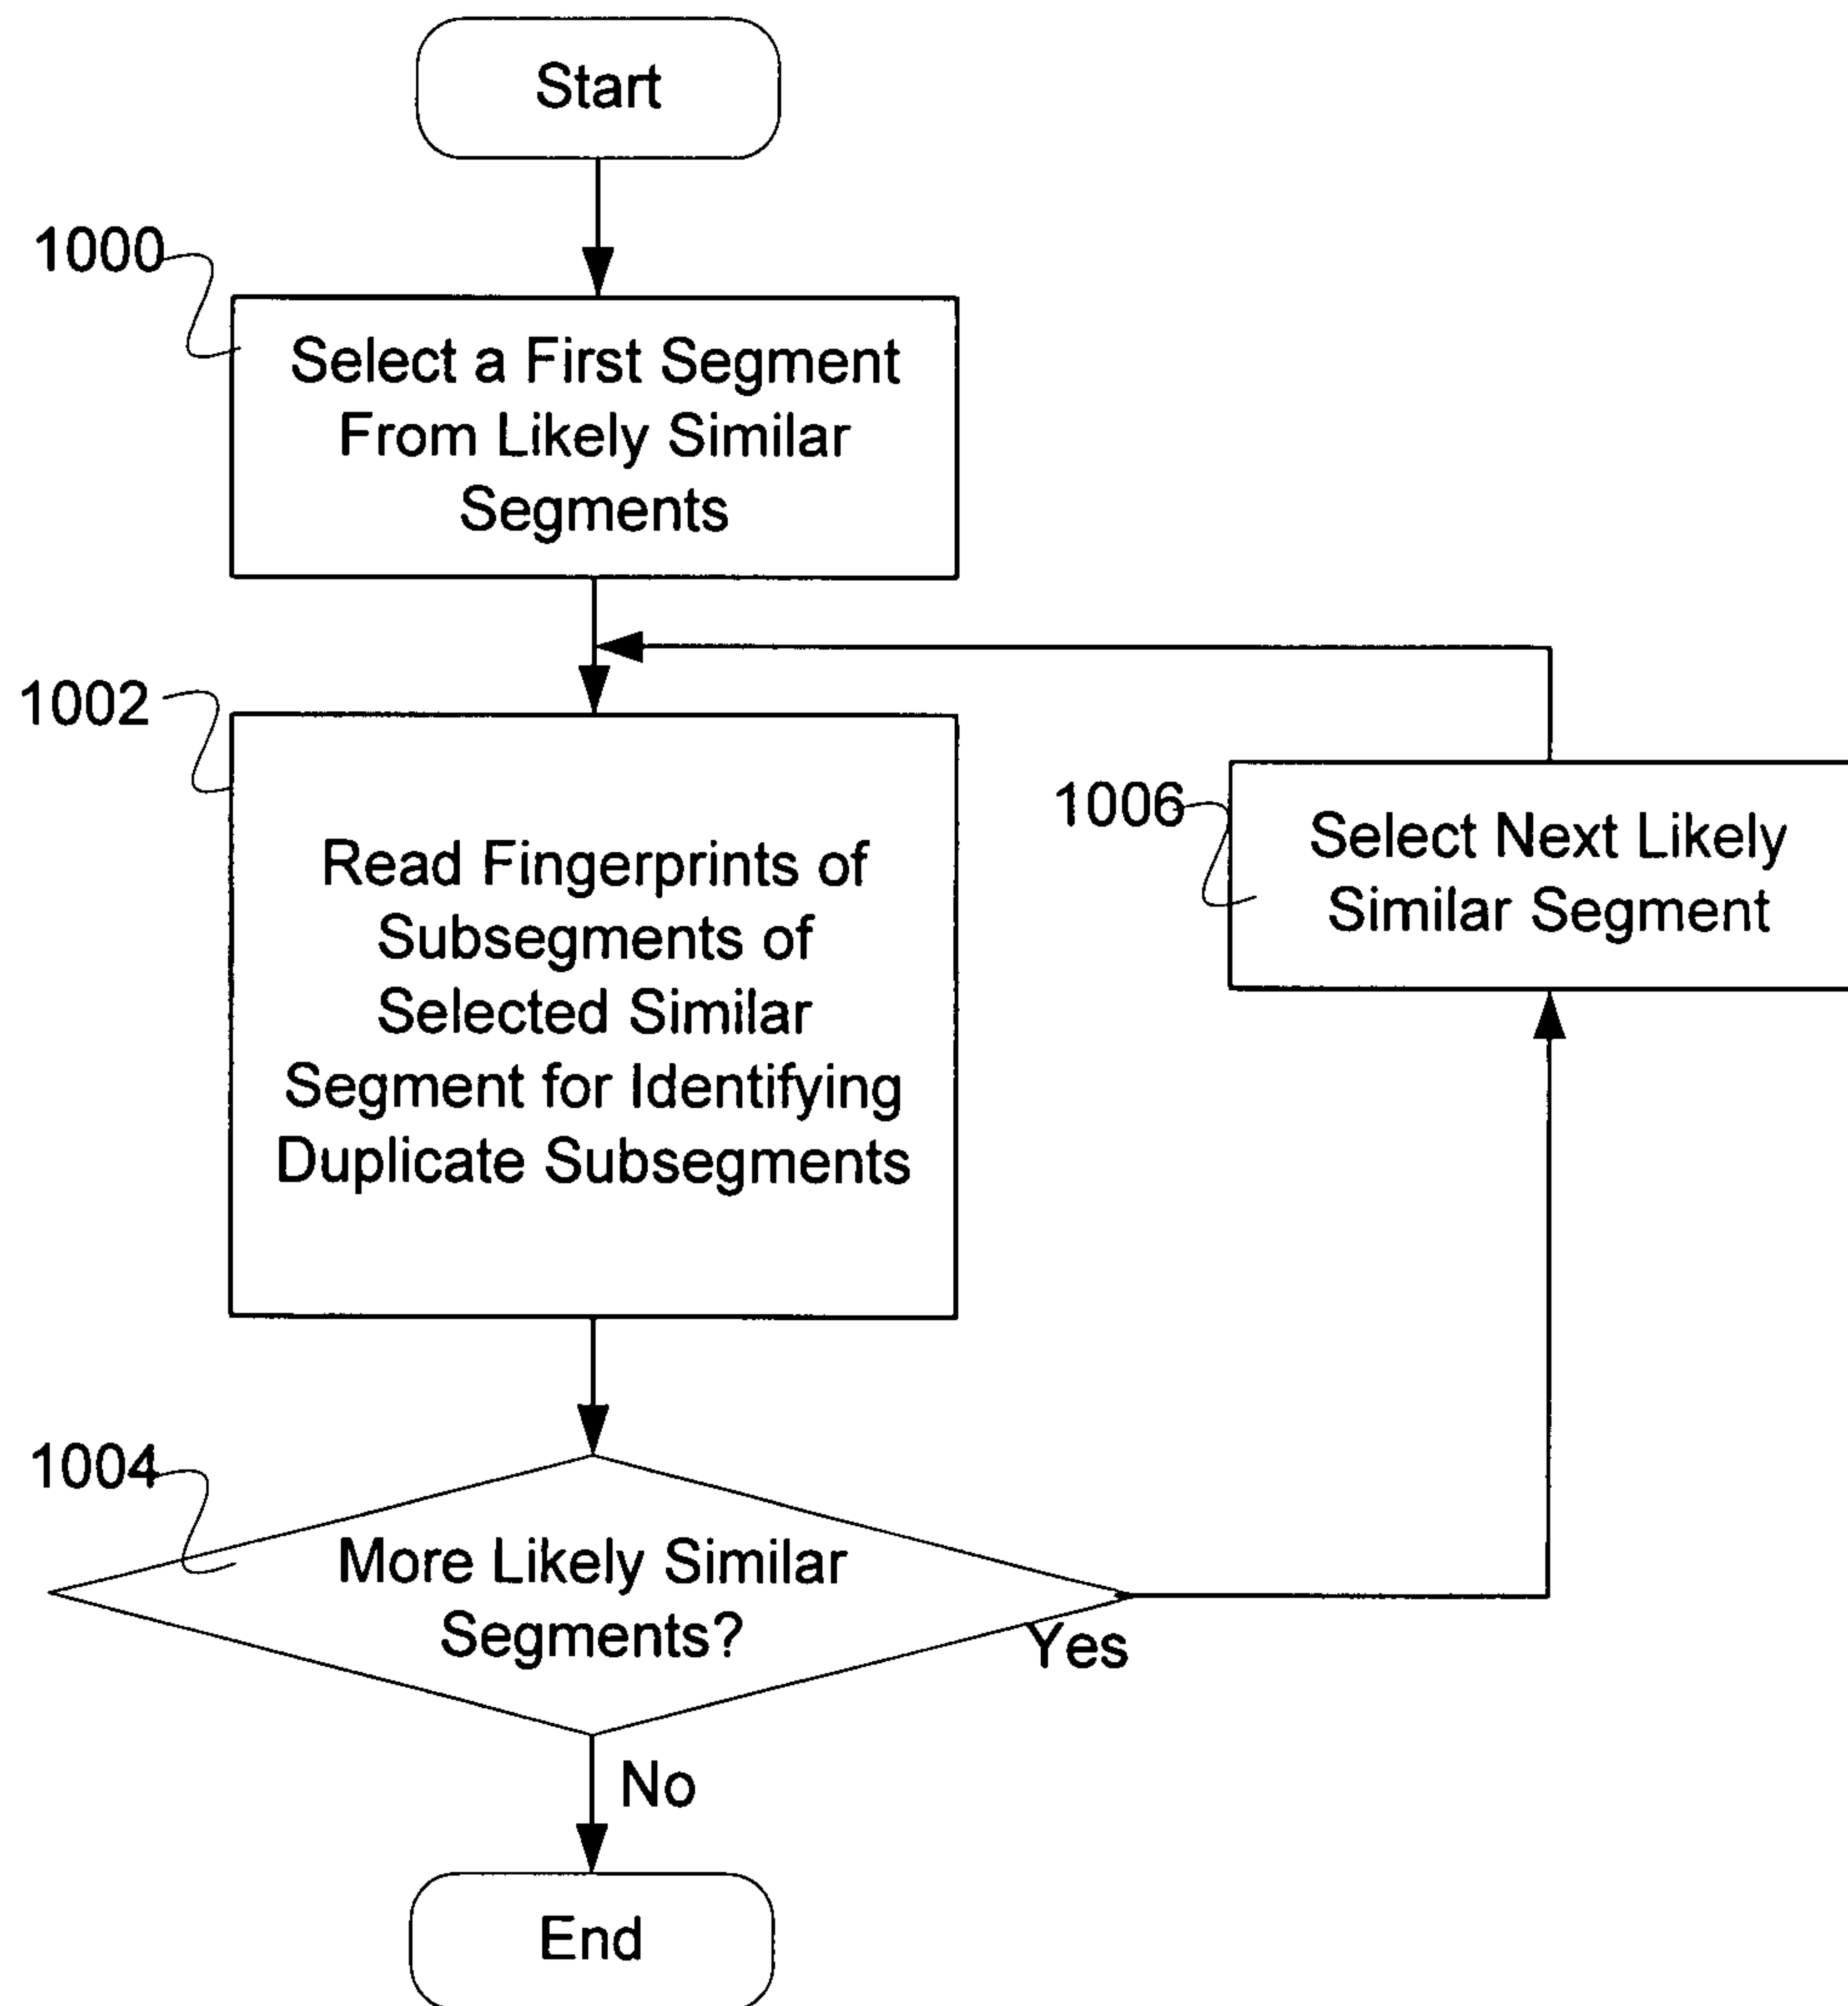 Start
1000
Select a First Segment
From Likely Similar
Segments
1002
Read Fingerprints of
Subsegments of
Selected Similar
Segment for Identifying
Duplicate Subsegments
1006
Select Next Likely
Similar Segment
1004
More Likely Similar
Segments?
Yes
No
End